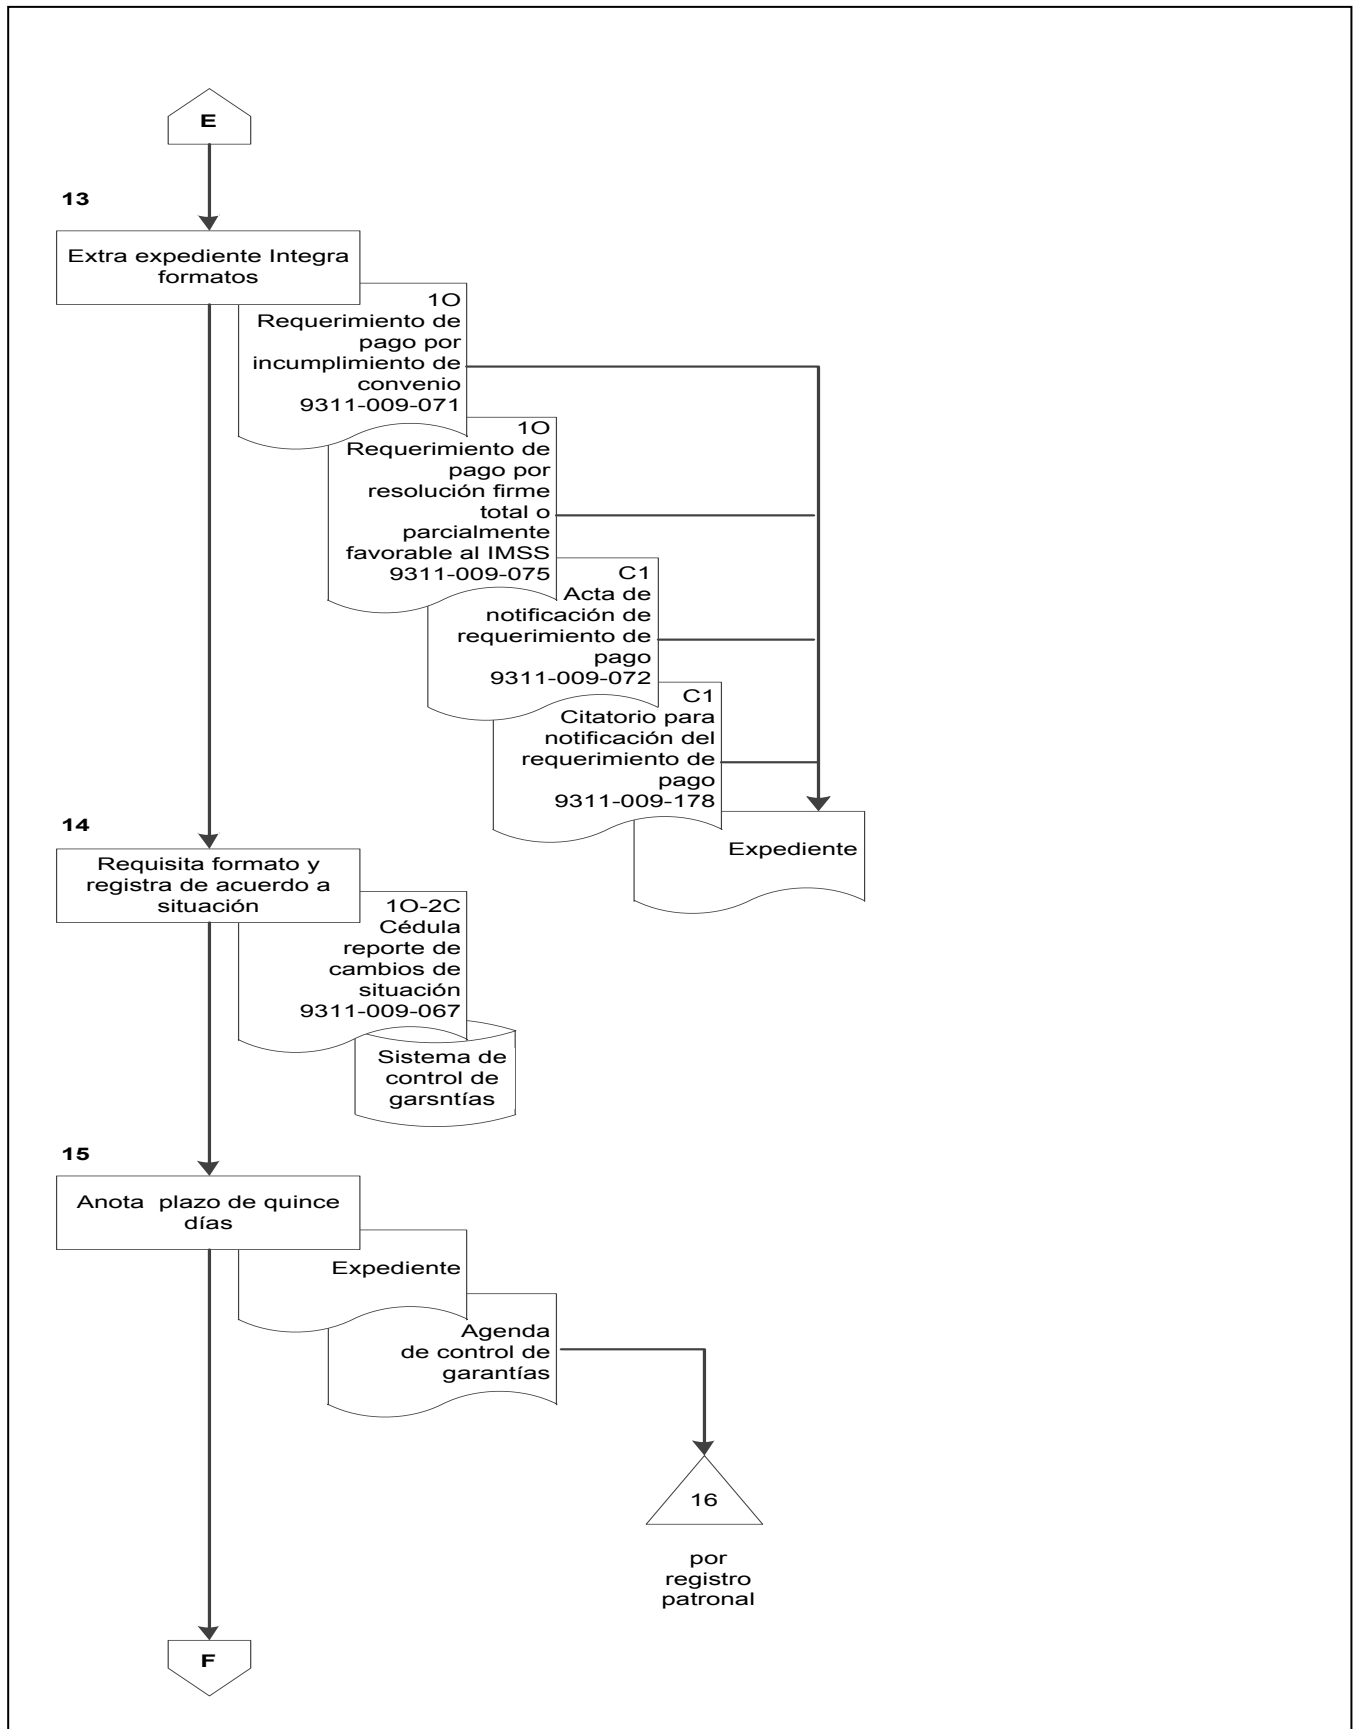 E
13
Extra expediente Integra
formatos
1O
Requerimiento de
pago por
incumplimiento de
convenio
9311-009-071
1O
Requerimiento de
pago por
resolución firme
total o
parcialmente
favorable al IMSS
9311-009-075
C1
Acta de
notificación de
requerimiento de
pago
9311-009-072
C1
Citatorio para
notificación del
requerimiento de
pago
9311-009-178
Expediente
14
Requisita formato y
registra de acuerdo a
situación
1O-2C
Cédula
reporte de
cambios de
situación
9311-009-067
Sistema de
control de
garsntías
15
Anota  plazo de quince
días
Expediente
Agenda
de control de
garantías
16
por
registro
patronal
F